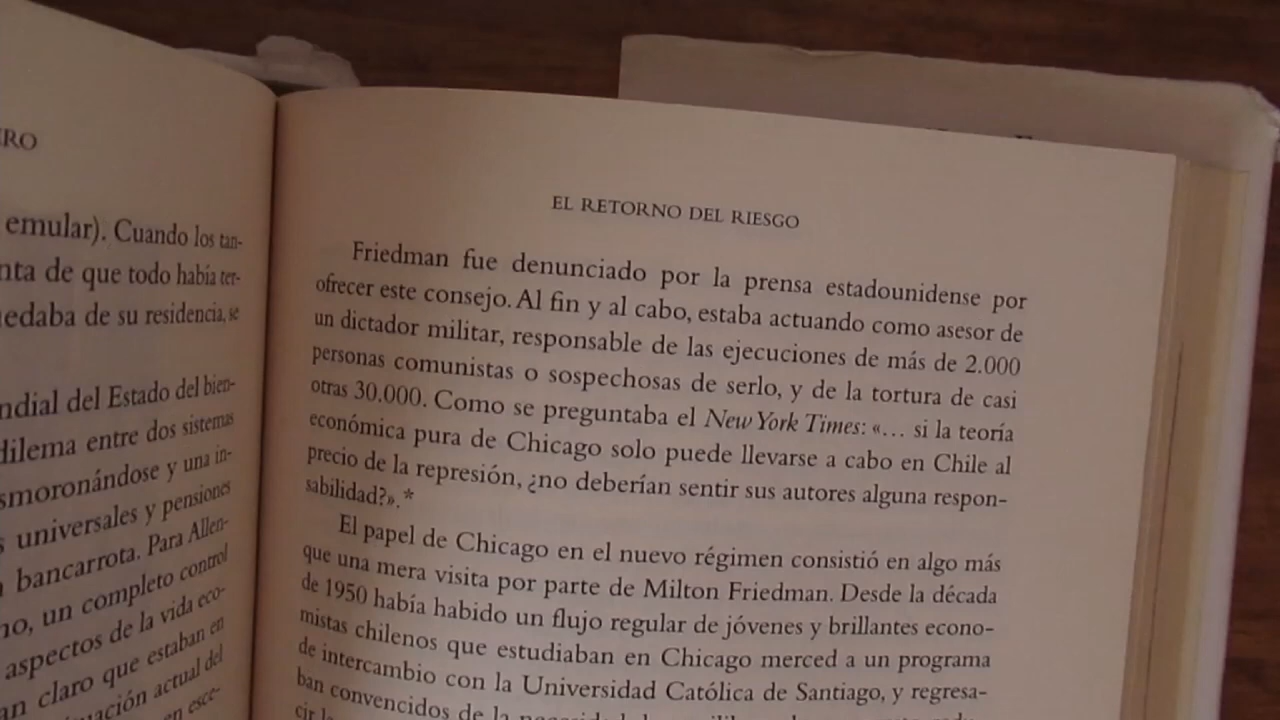 RO
emular). Cuando los tan-
nta de que todo había ter-
edaba de su residencia, se
ndial del Estado del bien-
dilema entre dos sistemas
smoronándose y una in-
s universales y pensiones
bancarrota. Para Allen-
no, un completo control
aspectos de la vida eco-
an claro que estaban en
uación actual del
en esce-
EL RETORNO DEL RIESGO
Friedman fue denunciado por la prensa estadounidense por
ofrecer este consejo. Al fin y al cabo, estaba actuando como asesor de
un dictador militar, responsable de las ejecuciones de más de 2.000
personas comunistas o sospechosas de serlo, y de la tortura de casi
otras 30.000. Como se preguntaba el New York Times: «… si la teoría
económica pura de Chicago solo puede llevarse a cabo en Chile al
precio de la represión, ¿no deberían sentir sus autores alguna respon-
sabilidad?».*
El papel de Chicago en el nuevo régimen consistió en algo más
que una mera visita por parte de Milton Friedman. Desde la década
de 1950 había habido un flujo regular de jóvenes y brillantes econo-
mistas chilenos que estudiaban en Chicago merced a un programa
de intercambio con la Universidad Católica de Santiago, y regresa-
ban convencidos de la